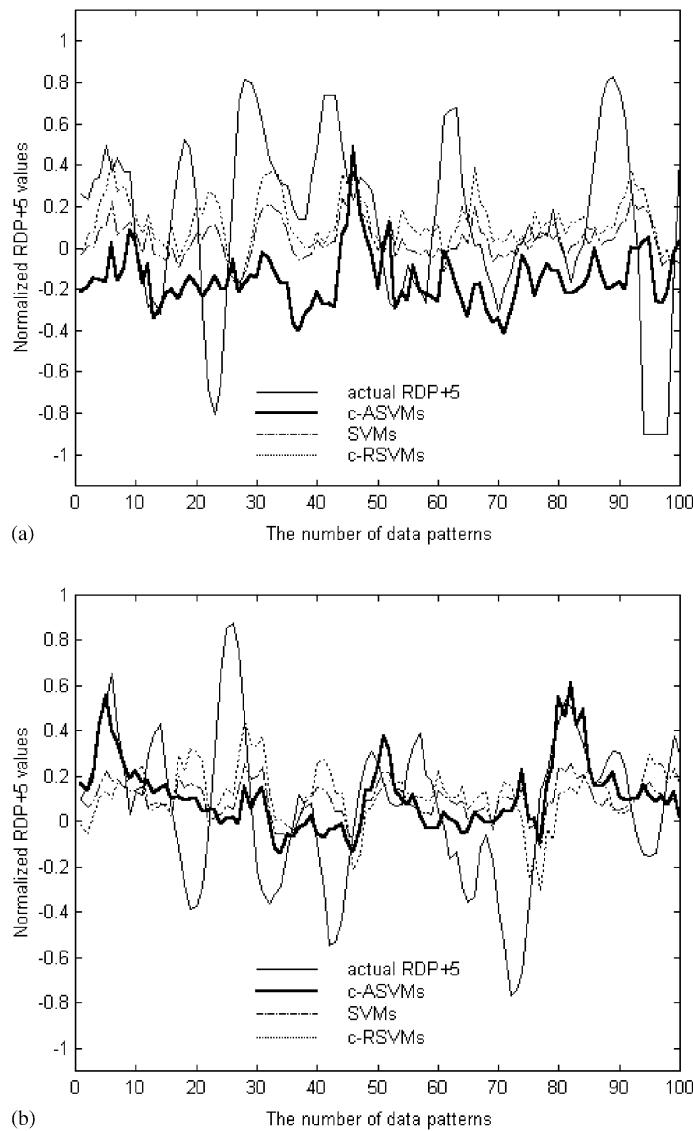 1
0.8
0.6
0.4
0.2
0
-0.2
-0.4
-0.6
-0.8
-1
Normalized RDP+5 values
actual RDP+5
c-ASVMs
SVMs
c-RSVMs
0 10 20 30 40 50 60 70 80 90 100
(a) The number of data patterns
1
0.8
0.6
0.4
0.2
0
-0.2
-0.4
-0.6
-0.8
-1
Normalized RDP+5 values
actual RDP+5
c-ASVMs
SVMs
c-RSVMs
0 10 20 30 40 50 60 70 80 90 100
(b) The number of data patterns